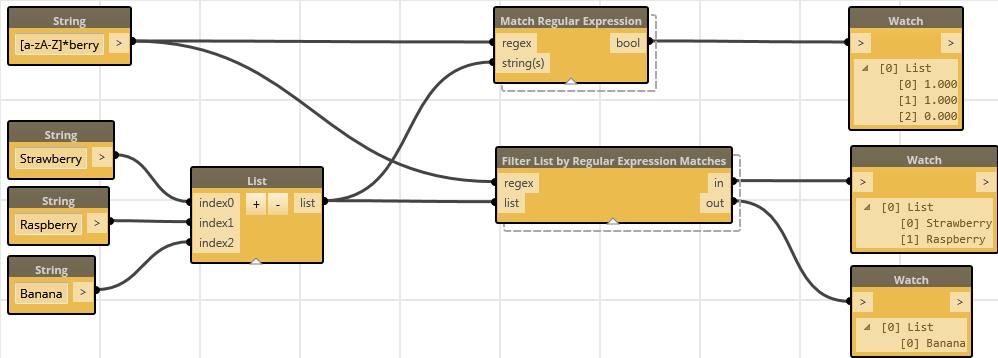 String
[a-zA-Z]*berry >
Match Regular Expression
regex bool
string(s)
Watch
> >
[0] List
[0] 1.000
[1] 1.000
[2] 0.000
String
Strawberry >
String
Raspberry >
String
Banana >
List
index0 + - list
index1
index2
Filter List by Regular Expression Matches
regex in
list out
Watch
> >
[0] List
[0] Strawberry
[1] Raspberry
Watch
> >
[0] List
[0] Banana